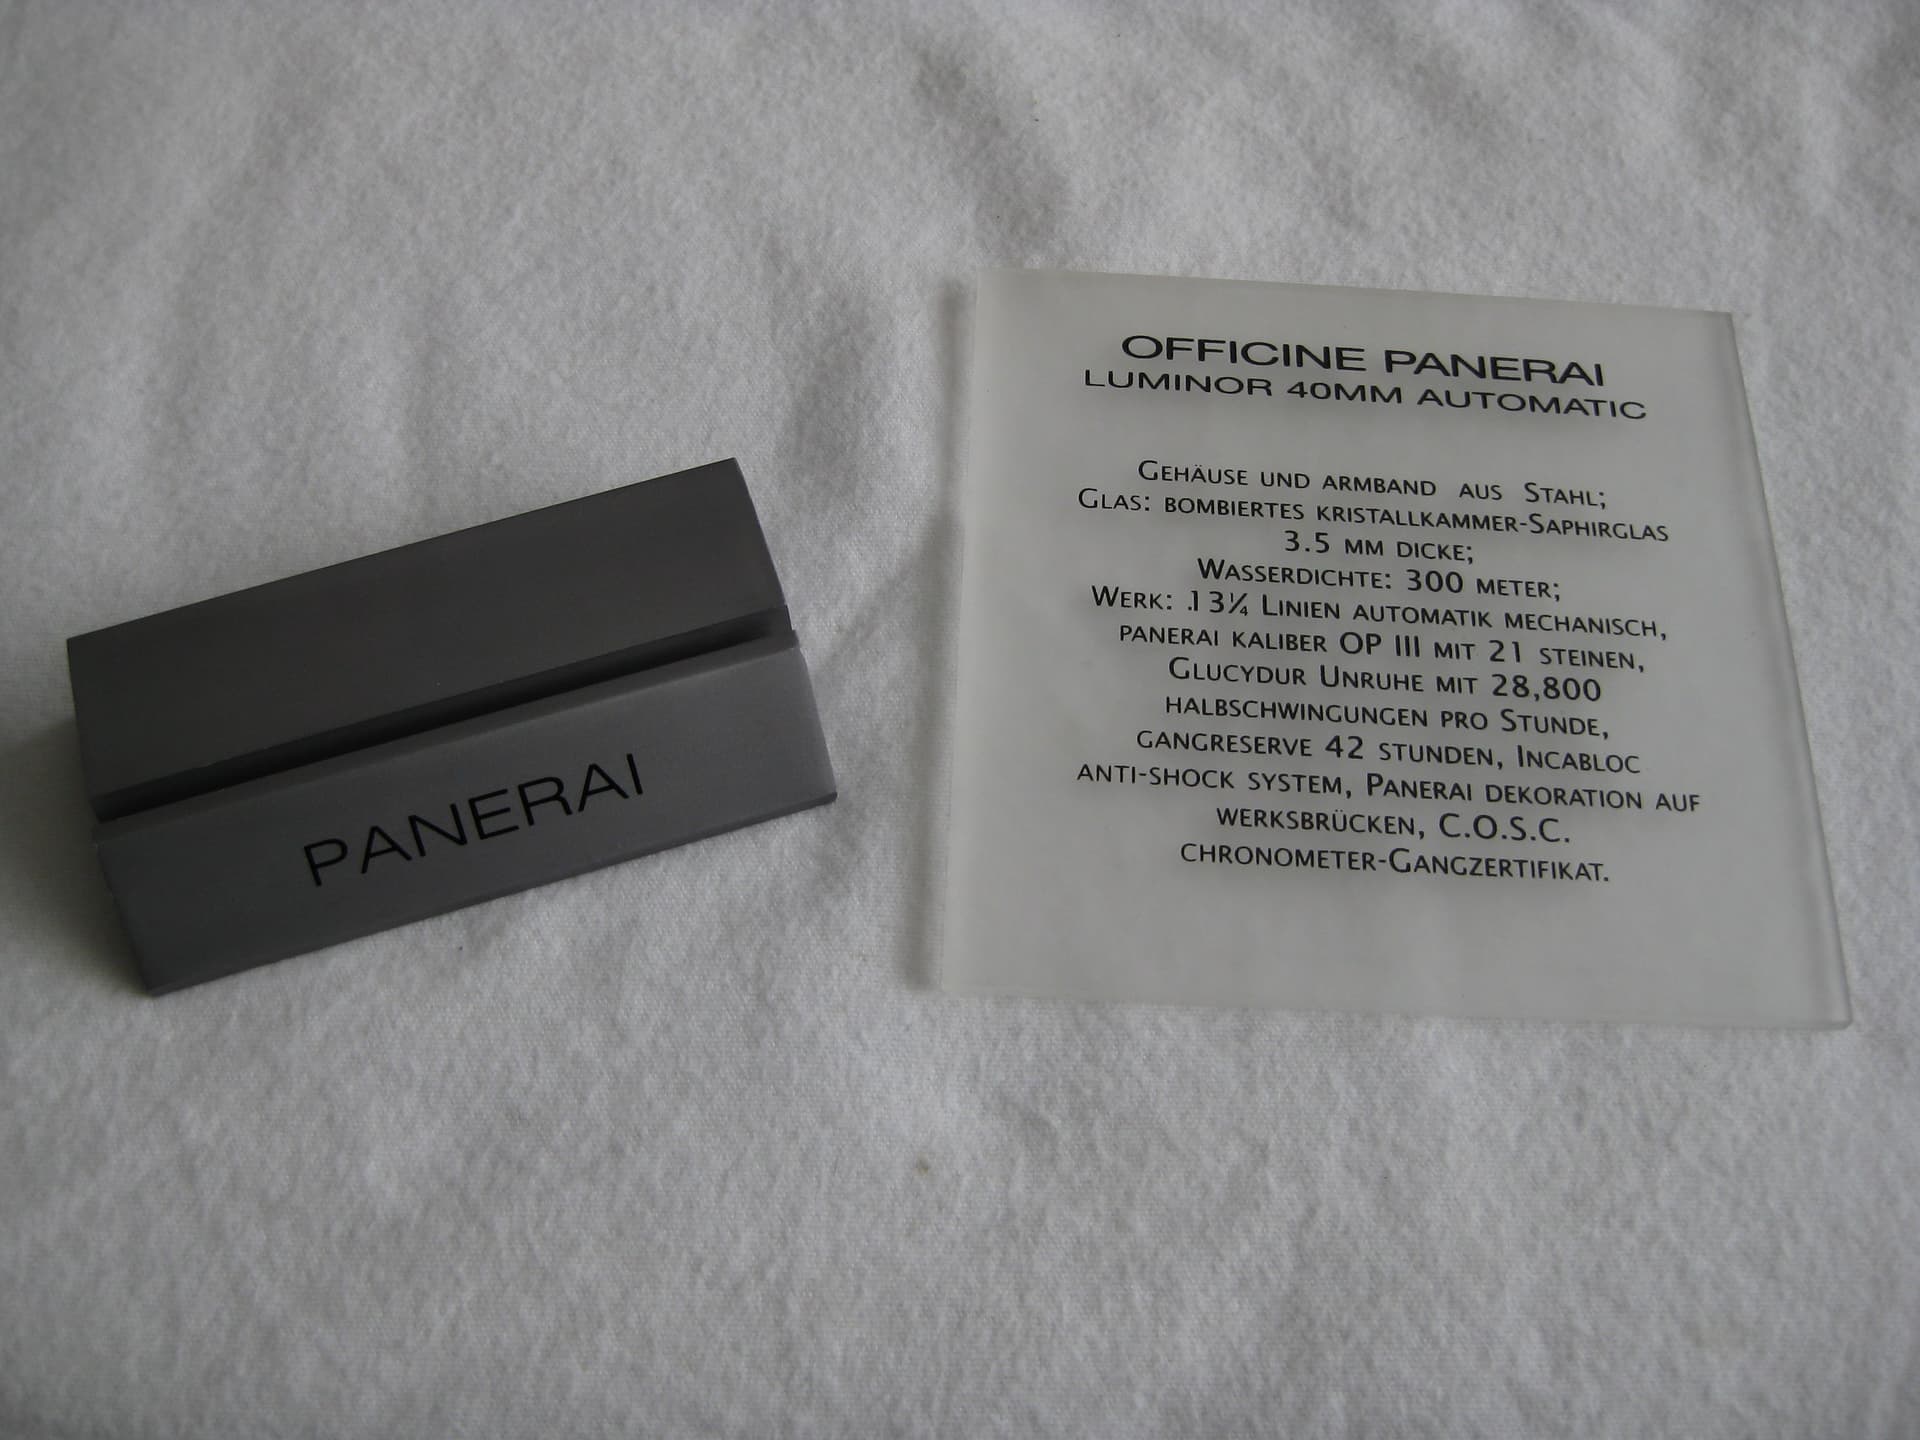 PANERAI
OFFICINE PANERAI
LUMINOR 40MM AUTOMATIC
GEHÄUSE UND ARMBAND AUS STAHL;
GLAS: BOMBIERTES KRISTALLKAMMER-SAPHIRGLAS
3.5 MM DICKE;
WASSERDICHTE: 300 METER;
WERK: .13¼ LINIEN AUTOMATIK MECHANISCH,
PANERAI KALIBER OP III MIT 21 STEINEN,
GLUCYDUR UNRUHE MIT 28,800
HALBSCHWINGUNGEN PRO STUNDE,
GANGRESERVE 42 STUNDEN, INCABLOC
ANTI-SHOCK SYSTEM, PANERAI DEKORATION AUF
WERKSBRÜCKEN, C.O.S.C.
CHRONOMETER-GANGZERTIFIKAT.